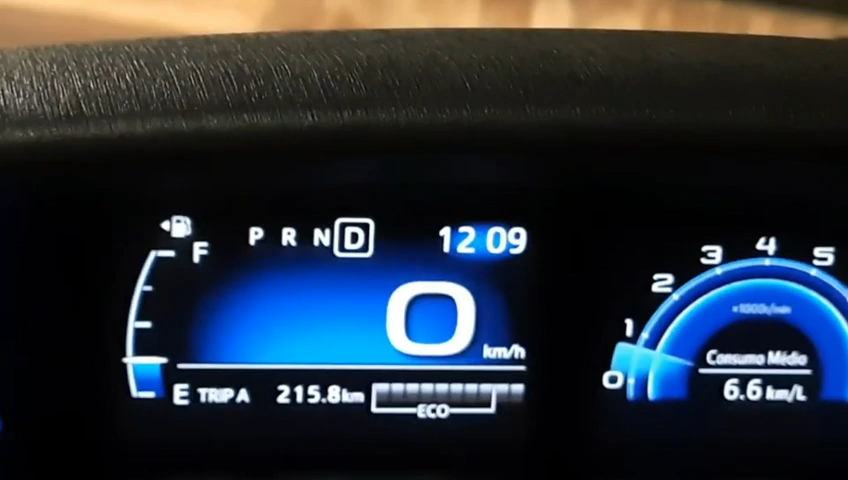 P R N D 12 09
F
0
km/h
E TRIP A 215.8km
ECO
0 1 2 3 4 5
×1000r/min
Consumo Médio
6.6 km/L